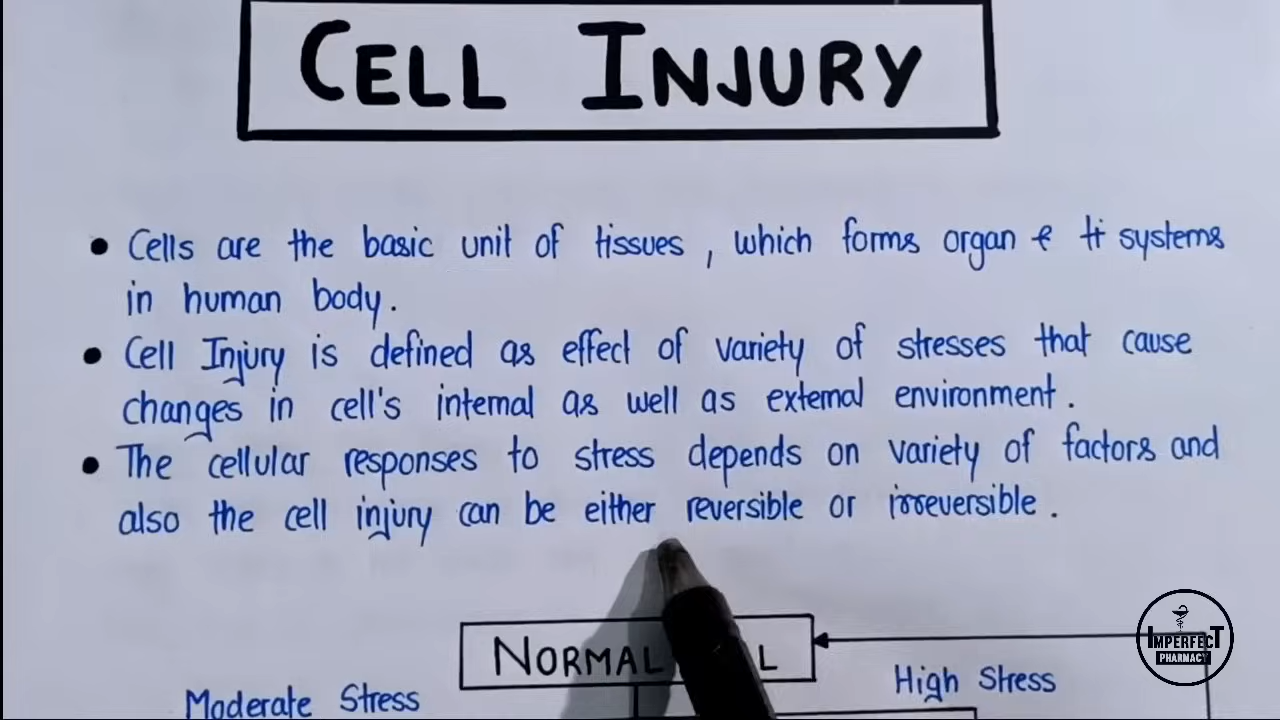 CELL INJURY
• Cells are the basic unit of tissues, which forms organ & ti systems
in human body.
• Cell Injury is defined as effect of variety of stresses that cause
changes in cell's internal as well as external environment.
• The cellular responses to stress depends on variety of factors and
also the cell injury can be either reversible or irreversible.
NORMAL
High Stress
Moderate Stress
IMPERFECT
PHARMACY